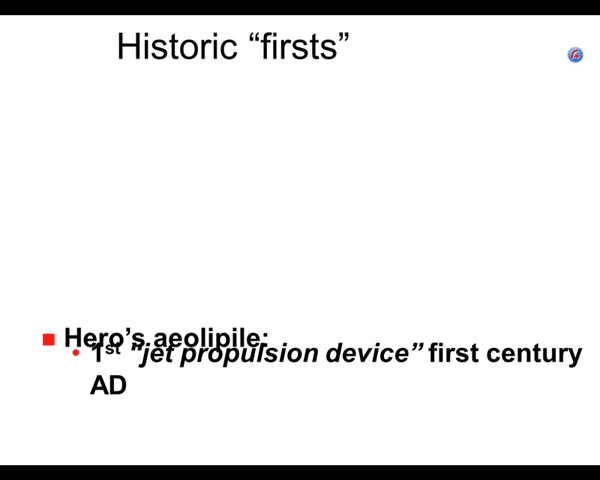 Historic “firsts”
Hero’s aeolipile:
1st “jet propulsion device” first century
AD